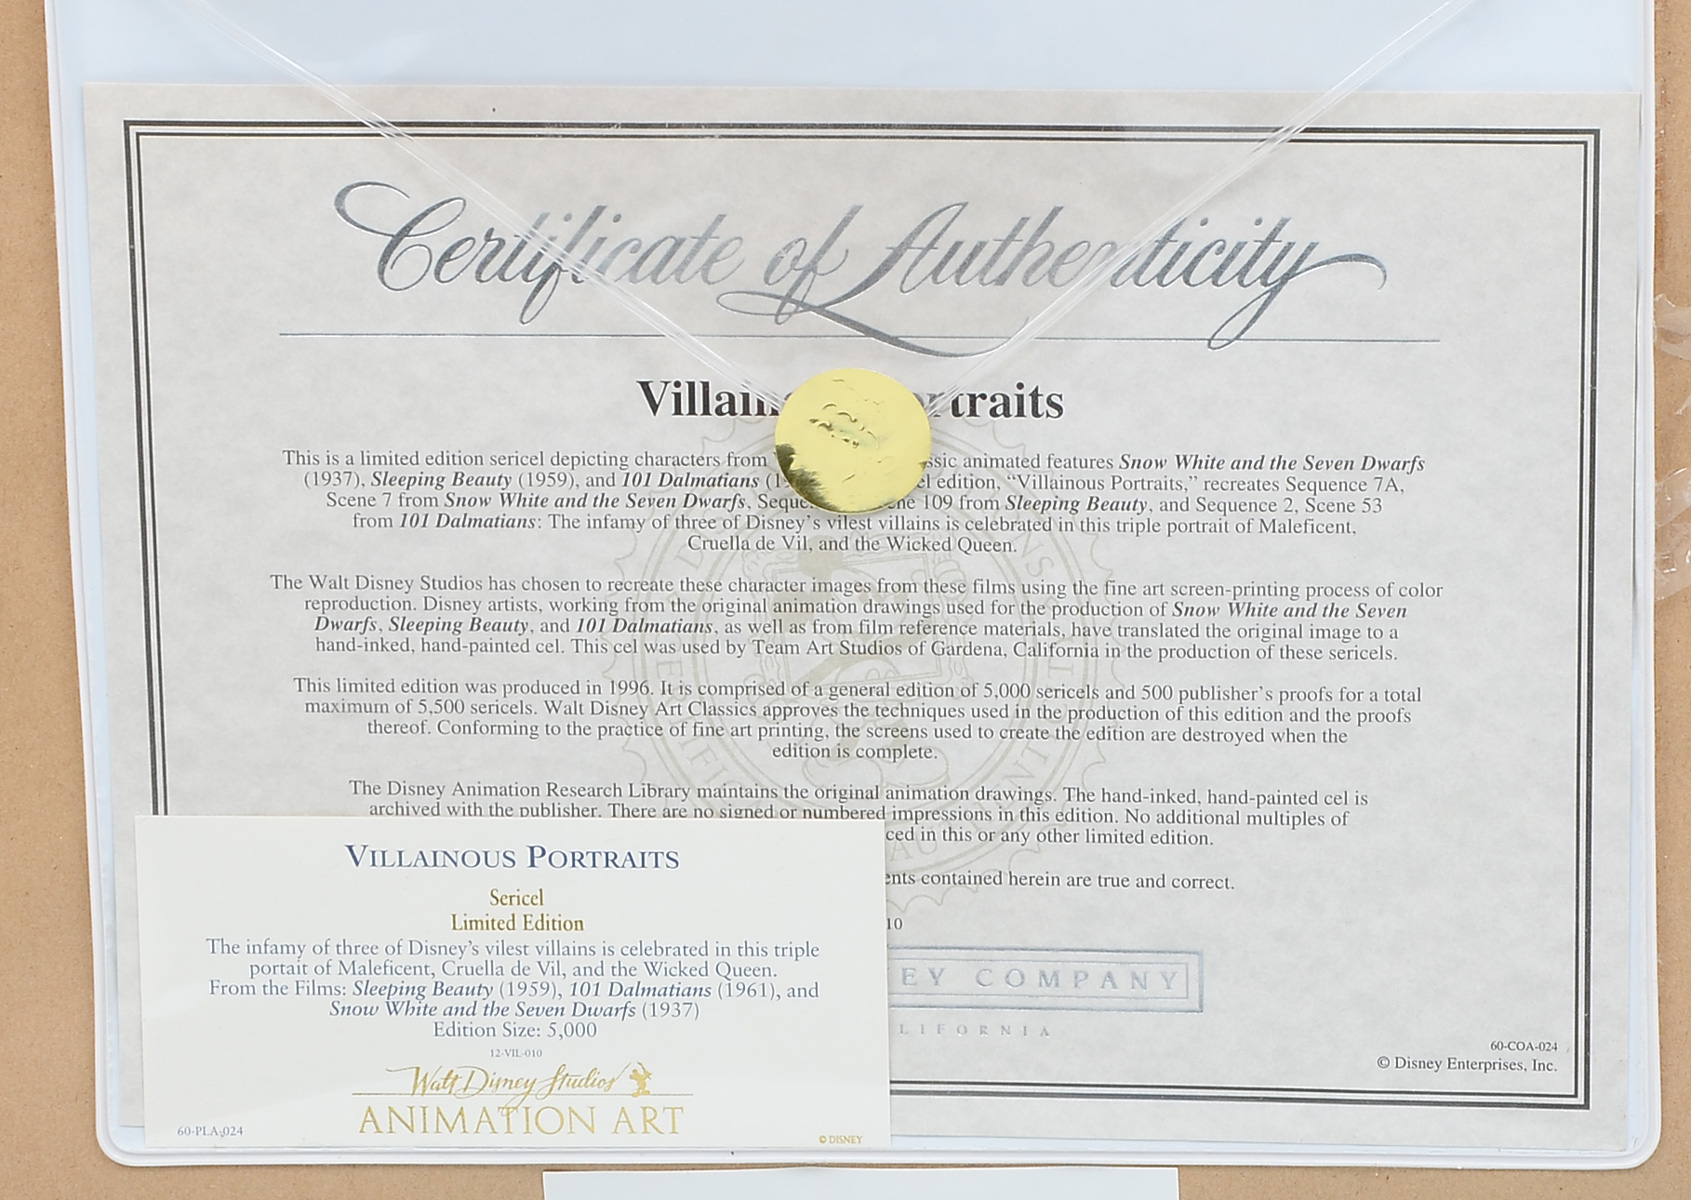 Certificate of Authenticity
Villainous Portraits
This is a limited edition sericel depicting characters from ssic animated features Snow White and the Seven Dwarfs
(1937), Sleeping Beauty (1959), and 101 Dalmatians (1 el edition, “Villainous Portraits,” recreates Sequence 7A,
Scene 7 from Snow White and the Seven Dwarfs, Seque ne 109 from Sleeping Beauty, and Sequence 2, Scene 53
from 101 Dalmatians: The infamy of three of Disney's vilest villains is celebrated in this triple portrait of Maleficent,
Cruella de Vil, and the Wicked Queen.
The Walt Disney Studios has chosen to recreate these character images from these films using the fine art screen-printing process of color
reproduction. Disney artists, working from the original animation drawings used for the production of Snow White and the Seven
Dwarfs, Sleeping Beauty, and 101 Dalmatians, as well as from film reference materials, have translated the original image to a
hand-inked, hand-painted cel. This cel was used by Team Art Studios of Gardena, California in the production of these sericels.
This limited edition was produced in 1996. It is comprised of a general edition of 5,000 sericels and 500 publisher's proofs for a total
maximum of 5,500 sericels. Walt Disney Art Classics approves the techniques used in the production of this edition and the proofs
thereof. Conforming to the practice of fine art printing, the screens used to create the edition are destroyed when the
edition is complete.
The Disney Animation Research Library maintains the original animation drawings. The hand-inked, hand-painted cel is
archived with the publisher. There are no signed or numbered impressions in this edition. No additional multiples of
ced in this or any other limited edition.
ents contained herein are true and correct.
10
EY COMPANY
LIFORNIA
60-COA-024
© Disney Enterprises, Inc.
VILLAINOUS PORTRAITS
Sericel
Limited Edition
The infamy of three of Disney's vilest villains is celebrated in this triple
portait of Maleficent, Cruella de Vil, and the Wicked Queen.
From the Films: Sleeping Beauty (1959), 101 Dalmatians (1961), and
Snow White and the Seven Dwarfs (1937)
Edition Size: 5,000
12-VIL-010
Walt Disney Studios
ANIMATION ART
60-PLA-024
© DISNEY